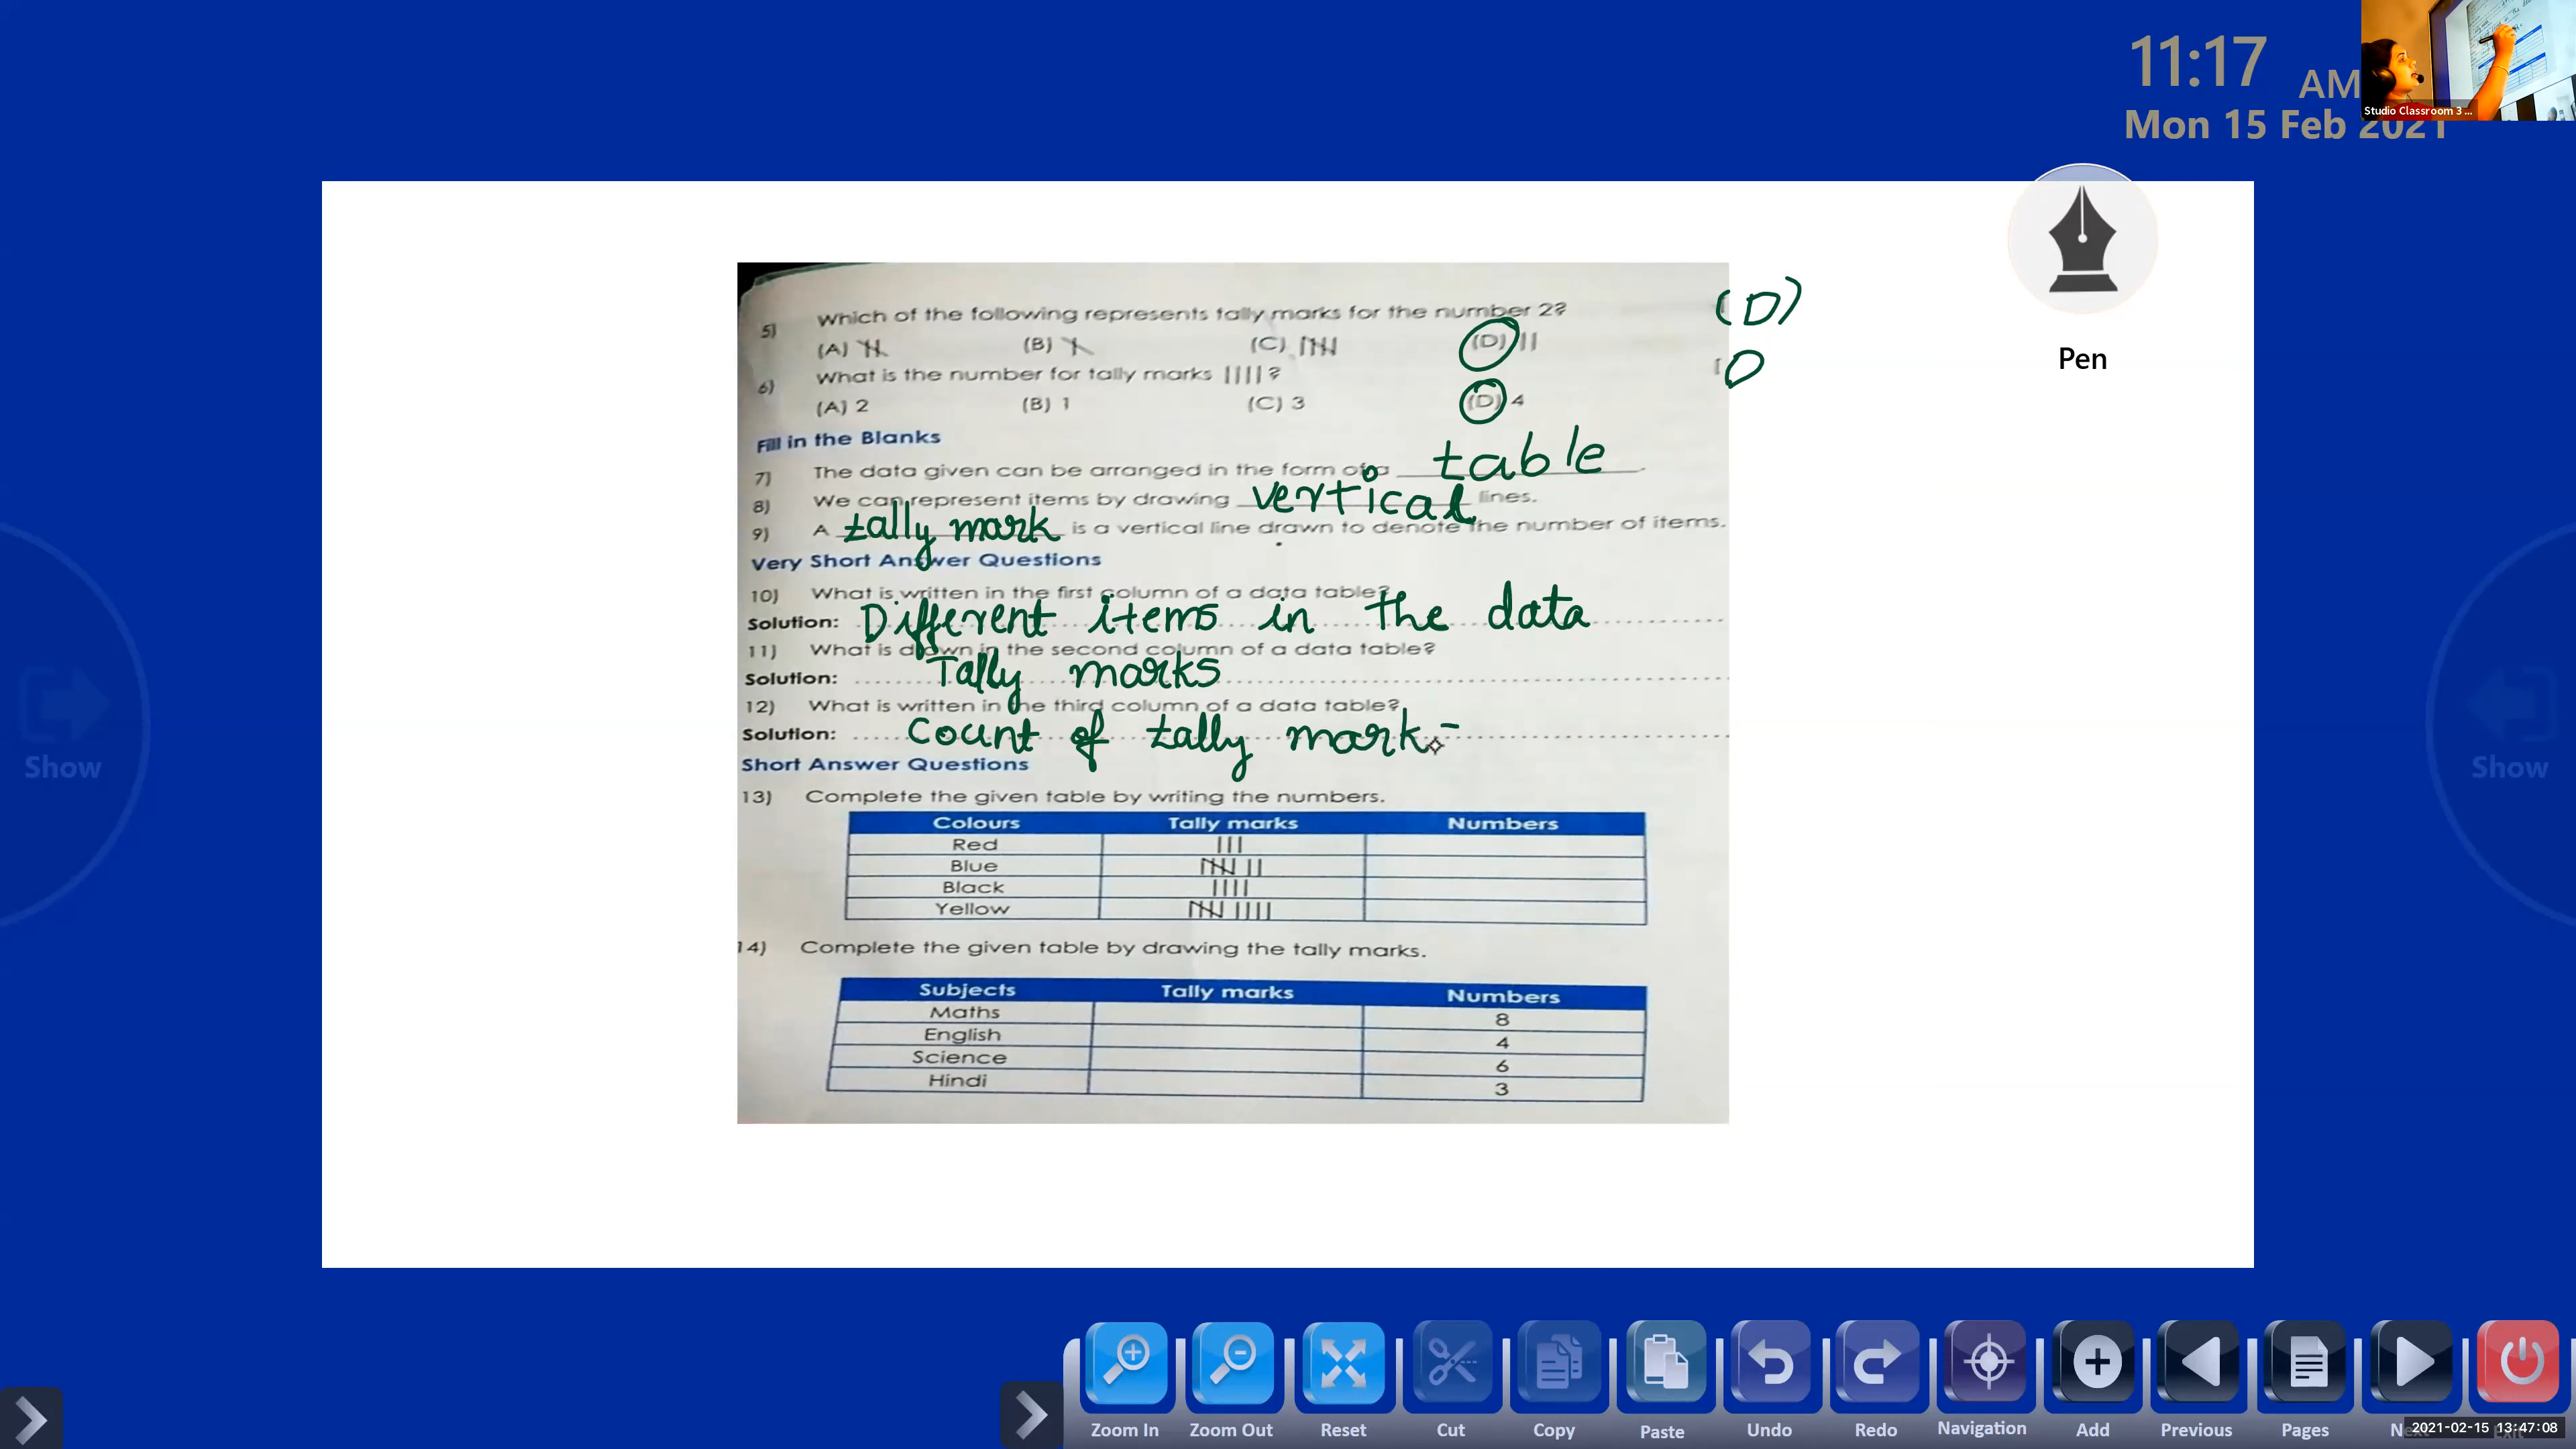 11:17 AM
Studio Classroom 3 ...
Mon 15 Feb 2021
Pen
5) Which of the following represents tally marks for the number 2? (D)
(A) (B) (C) (D) ||
6) What is the number for tally marks ||||? D
(A) 2 (B) 1 (C) 3 (D) 4
Fill in the Blanks
7) The data given can be arranged in the form of a table.
8) We can represent items by drawing vertical lines.
9) A tally mark is a vertical line drawn to denote the number of items.
Very Short Answer Questions
10) What is written in the first column of a data table?
Solution: Different items in the data
11) What is drawn in the second column of a data table?
Solution: Tally marks
12) What is written in the third column of a data table?
Solution: Count of tally mark
Short Answer Questions
13) Complete the given table by writing the numbers.
Colours Tally marks Numbers
Red |||
Blue
Black ||||
Yellow
14) Complete the given table by drawing the tally marks.
Subjects Tally marks Numbers
Maths 8
English 4
Science 6
Hindi 3
Show
Show
Zoom In Zoom Out Reset Cut Copy Paste Undo Redo Navigation Add Previous Pages
2021-02-15 13:47:08